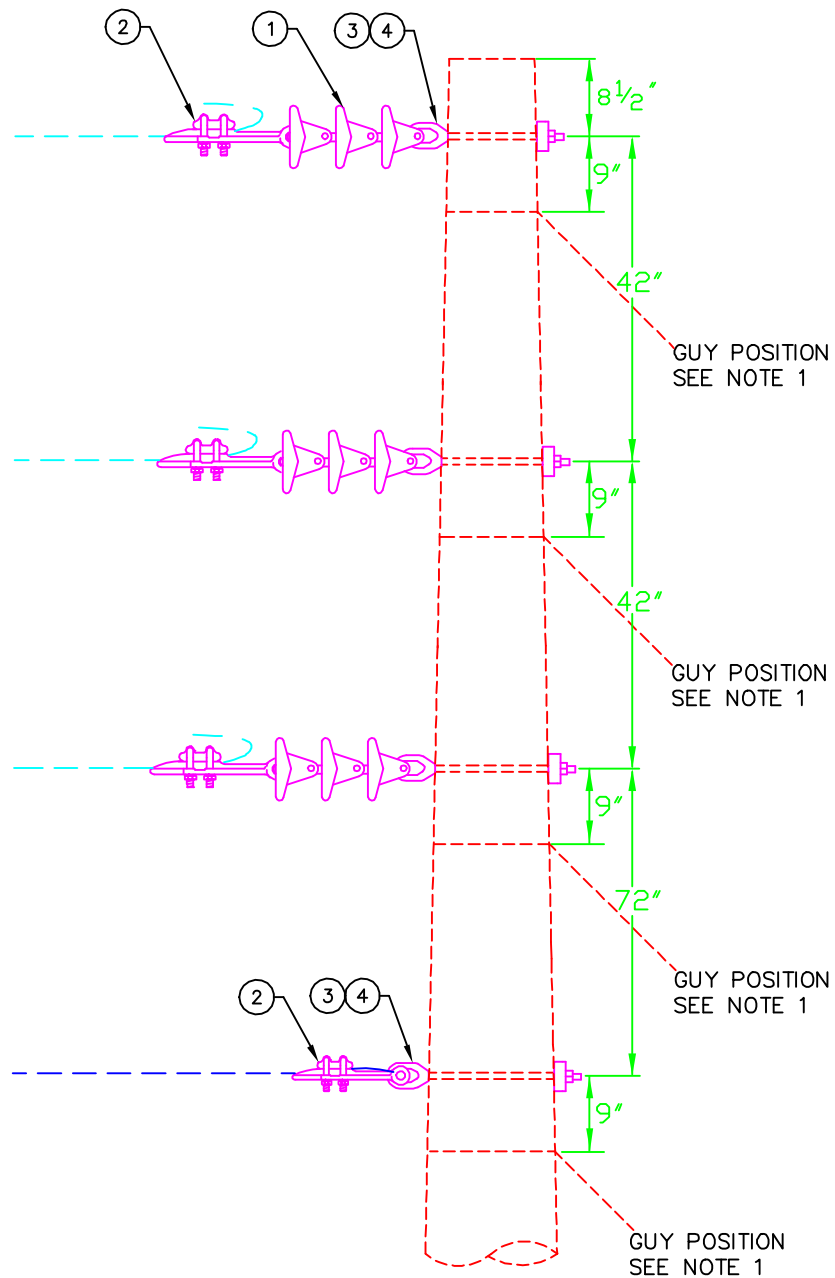 2
1
3 4
8 1/2"
9"
42"
GUY POSITION
SEE NOTE 1
9"
42"
GUY POSITION
SEE NOTE 1
9"
72"
GUY POSITION
SEE NOTE 1
2
3 4
9"
GUY POSITION
SEE NOTE 1